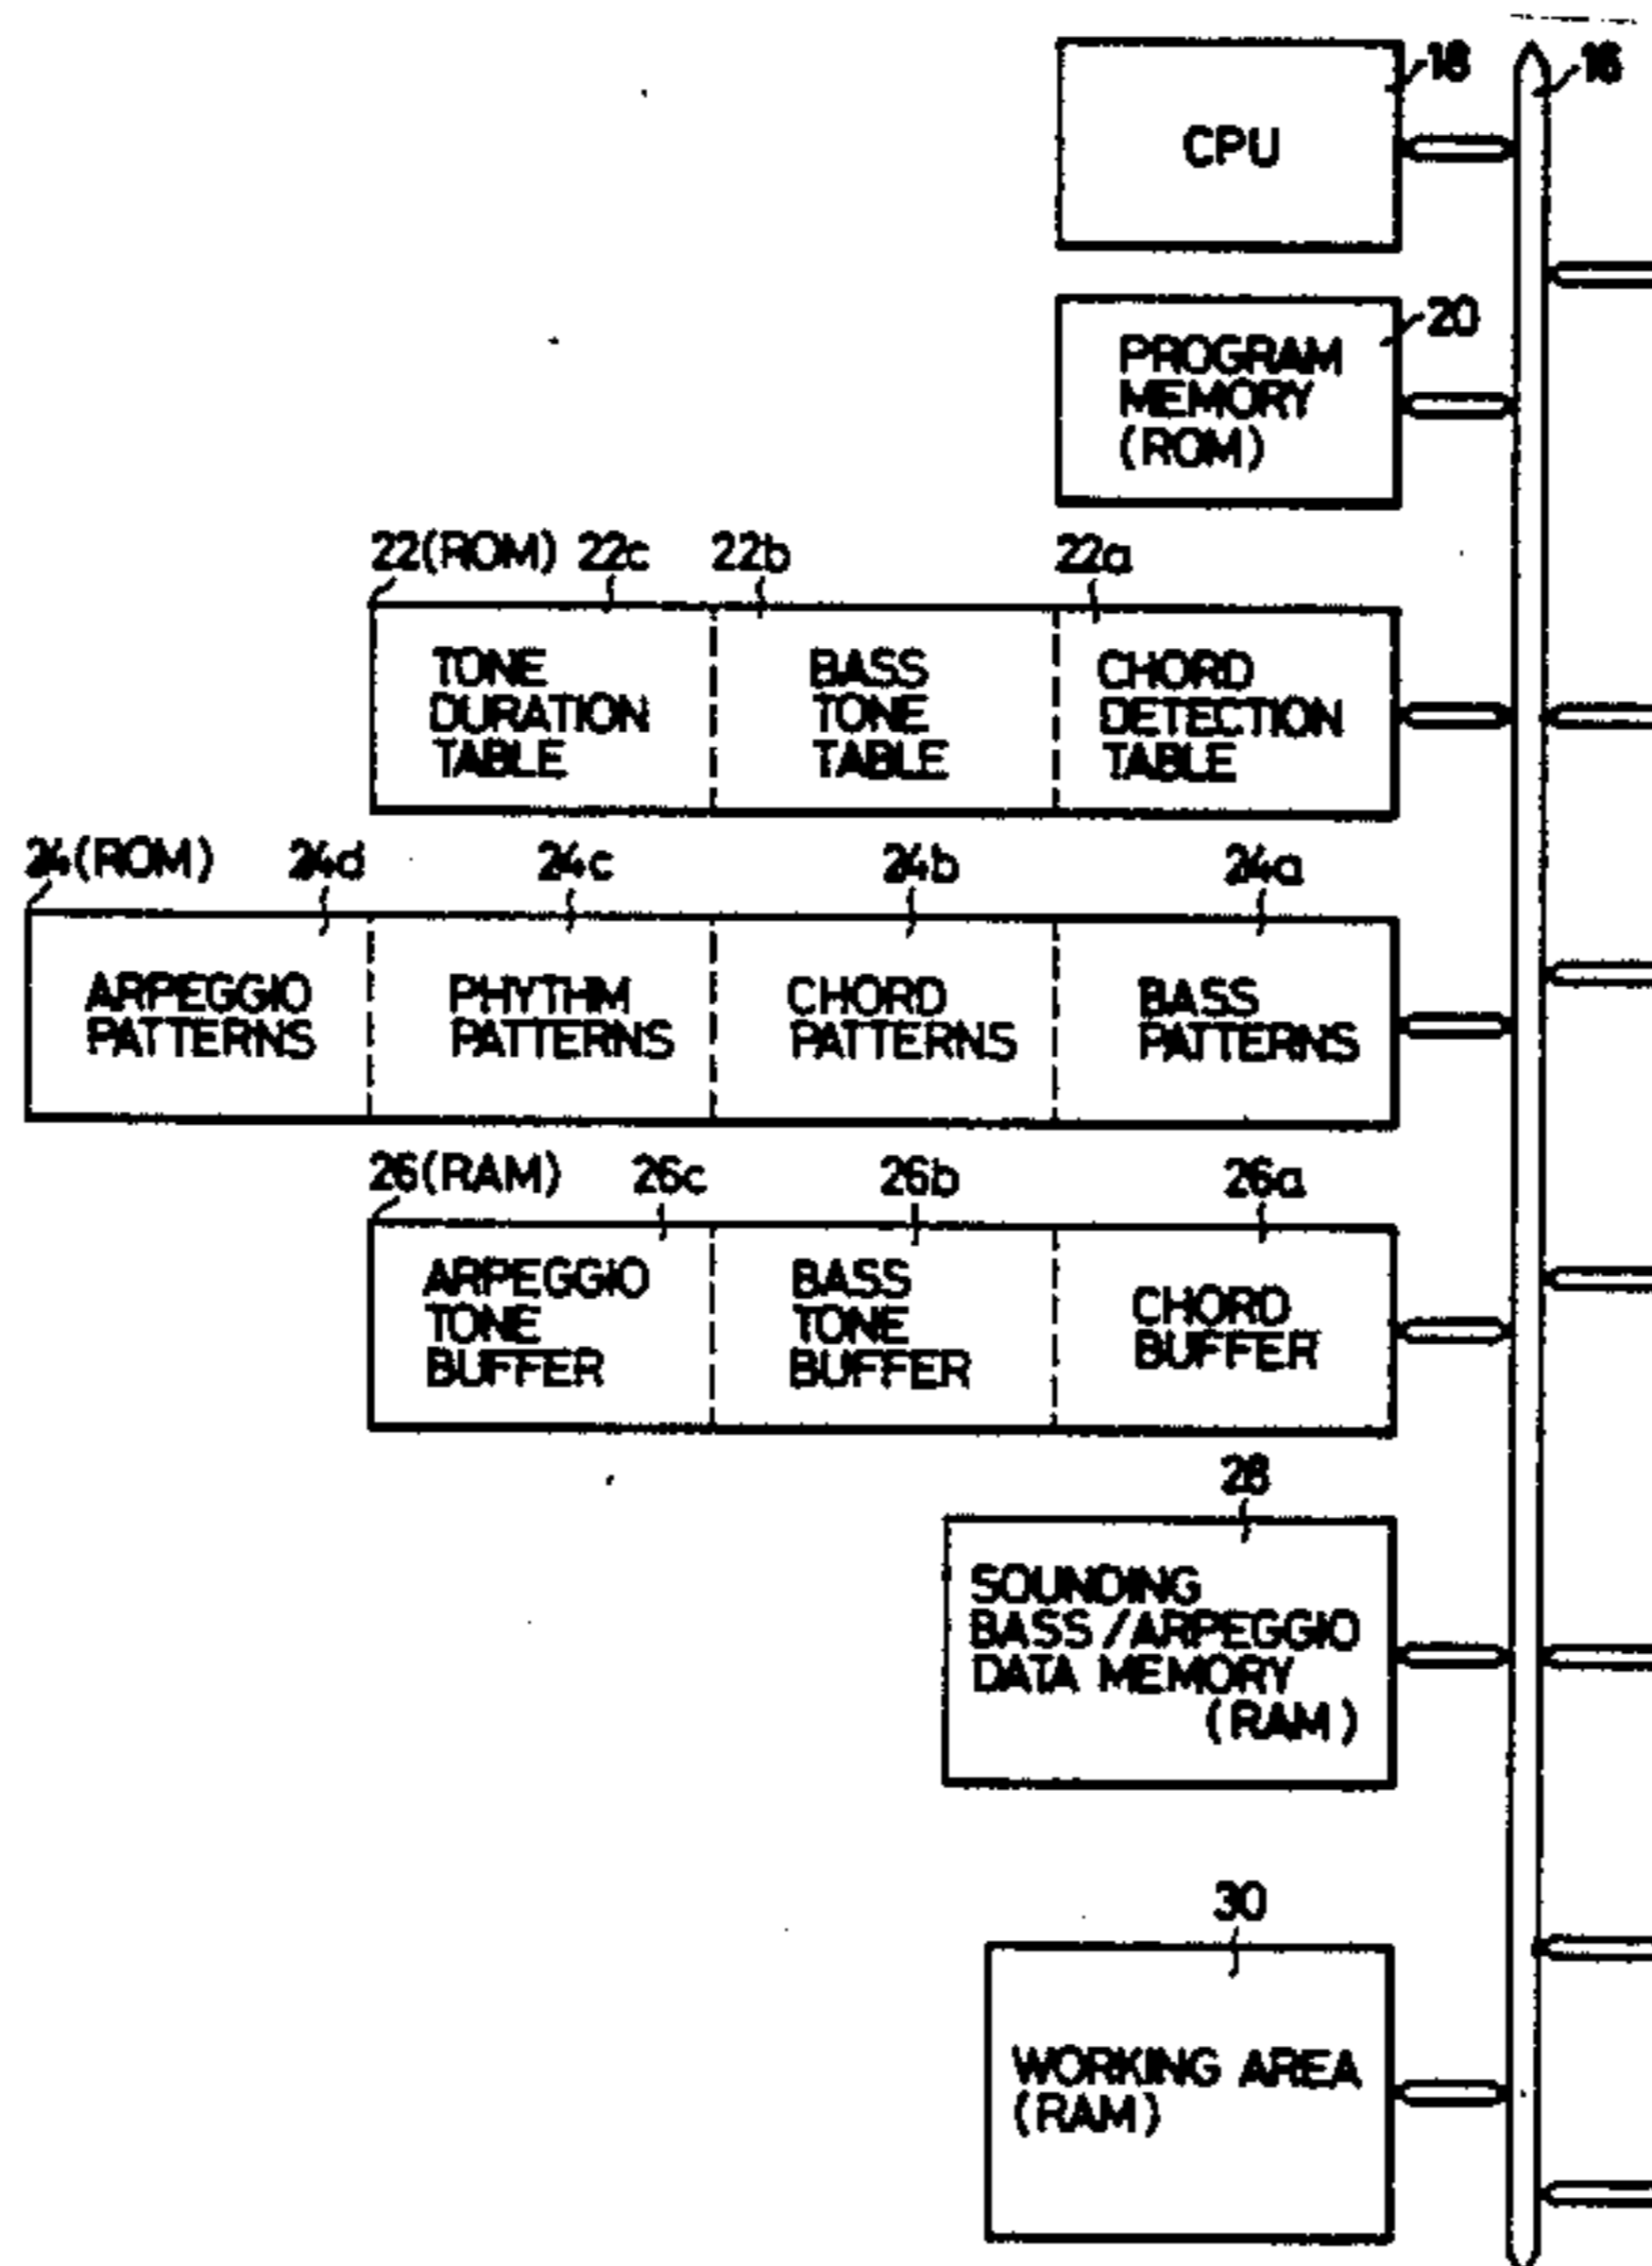 18
16
CPU
20
PROGRAM
MEMORY
(ROM)
22(ROM) 22c 22b 22a
TONE
DURATION
TABLE
BASS
TONE
TABLE
CHORD
DETECTION
TABLE
24(ROM) 24d 24c 24b 24a
ARPEGGIO
PATTERNS
PHYTHM
PATTERNS
CHORD
PATTERNS
BASS
PATTERNS
26(RAM) 26c 26b 26a
ARPEGGIO
TONE
BUFFER
BASS
TONE
BUFFER
CHORD
BUFFER
28
SOUNDING
BASS/ARPEGGIO
DATA MEMORY
(RAM)
30
WORKING AREA
(RAM)